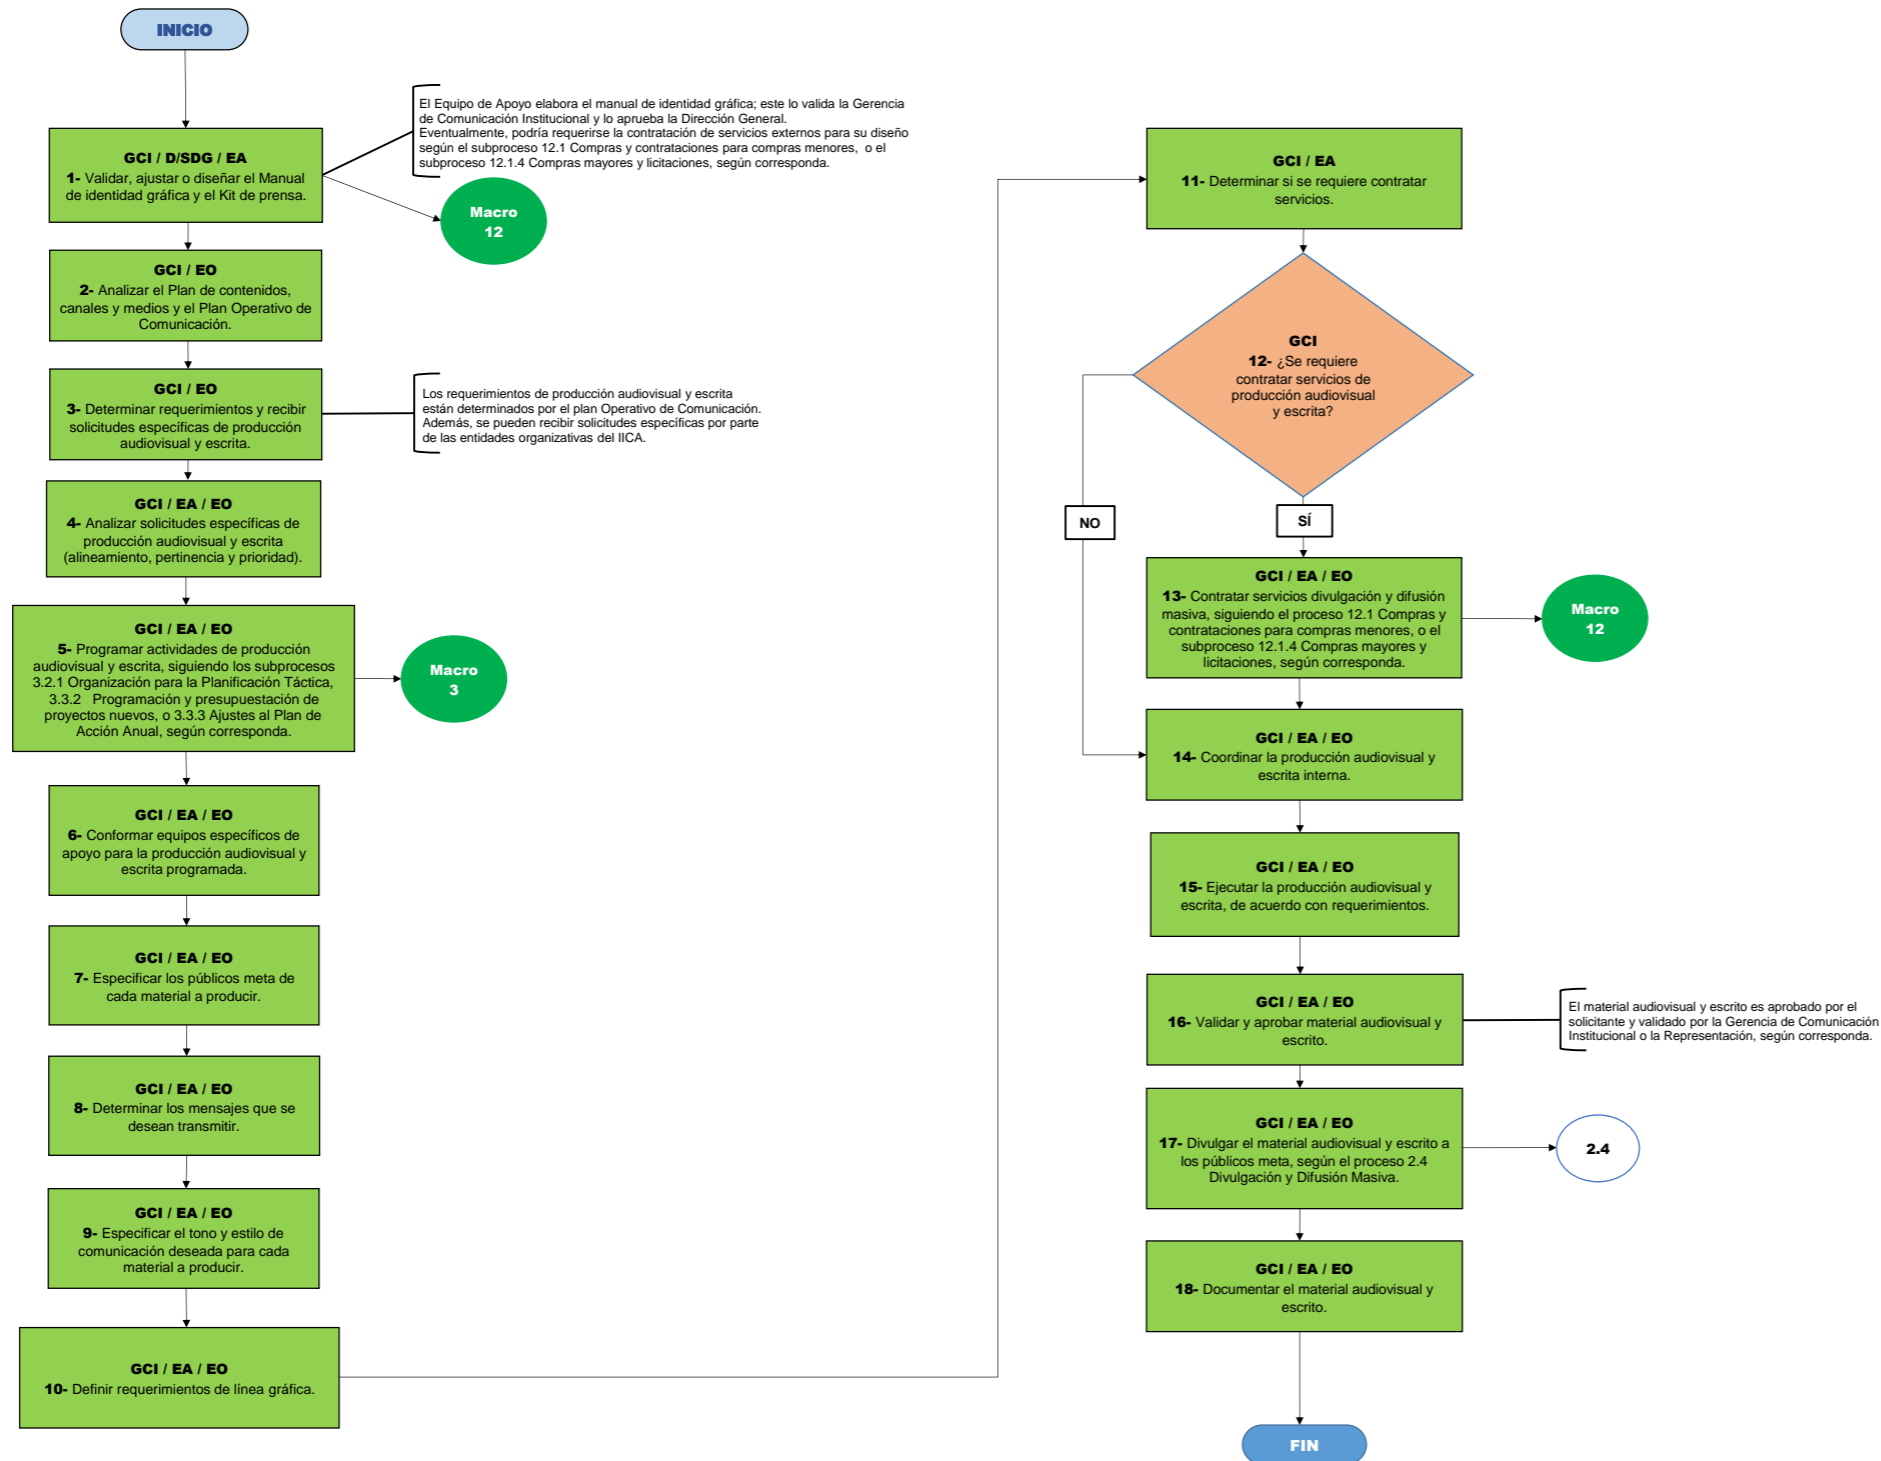 INICIO
GCI / D/SDG / EA
1- Validar, ajustar o diseñar el Manual
de identidad gráfica y el Kit de prensa.
El Equipo de Apoyo elabora el manual de identidad gráfica; este lo valida la Gerencia
de Comunicación Institucional y lo aprueba la Dirección General.
Eventualmente, podría requerirse la contratación de servicios externos para su diseño
según el subproceso 12.1 Compras y contrataciones para compras menores, o el
subproceso 12.1.4 Compras mayores y licitaciones, según corresponda.
Macro
12
GCI / EO
2- Analizar el Plan de contenidos,
canales y medios y el Plan Operativo de
Comunicación.
GCI / EO
3- Determinar requerimientos y recibir
solicitudes específicas de producción
audiovisual y escrita.
Los requerimientos de producción audiovisual y escrita
están determinados por el plan Operativo de Comunicación.
Además, se pueden recibir solicitudes específicas por parte
de las entidades organizativas del IICA.
GCI / EA / EO
4- Analizar solicitudes específicas de
producción audiovisual y escrita
(alineamiento, pertinencia y prioridad).
GCI / EA / EO
5- Programar actividades de producción
audiovisual y escrita, siguiendo los subprocesos
3.2.1 Organización para la Planificación Táctica,
3.3.2 Programación y presupuestación de
proyectos nuevos, o 3.3.3 Ajustes al Plan de
Acción Anual, según corresponda.
Macro
3
GCI / EA / EO
6- Conformar equipos específicos de
apoyo para la producción audiovisual y
escrita programada.
GCI / EA / EO
7- Especificar los públicos meta de
cada material a producir.
GCI / EA / EO
8- Determinar los mensajes que se
desean transmitir.
GCI / EA / EO
9- Especificar el tono y estilo de
comunicación deseada para cada
material a producir.
GCI / EA / EO
10- Definir requerimientos de línea gráfica.
GCI / EA
11- Determinar si se requiere contratar
servicios.
GCI
12- ¿Se requiere
contratar servicios de
producción audiovisual
y escrita?
NO
SÍ
GCI / EA / EO
13- Contratar servicios divulgación y difusión
masiva, siguiendo el proceso 12.1 Compras y
contrataciones para compras menores, o el
subproceso 12.1.4 Compras mayores y
licitaciones, según corresponda.
Macro
12
GCI / EA / EO
14- Coordinar la producción audiovisual y
escrita interna.
GCI / EA / EO
15- Ejecutar la producción audiovisual y
escrita, de acuerdo con requerimientos.
GCI / EA / EO
16- Validar y aprobar material audiovisual y
escrito.
El material audiovisual y escrito es aprobado por el
solicitante y validado por la Gerencia de Comunicación
Institucional o la Representación, según corresponda.
GCI / EA / EO
17- Divulgar el material audiovisual y escrito a
los públicos meta, según el proceso 2.4
Divulgación y Difusión Masiva.
2.4
GCI / EA / EO
18- Documentar el material audiovisual y
escrito.
FIN